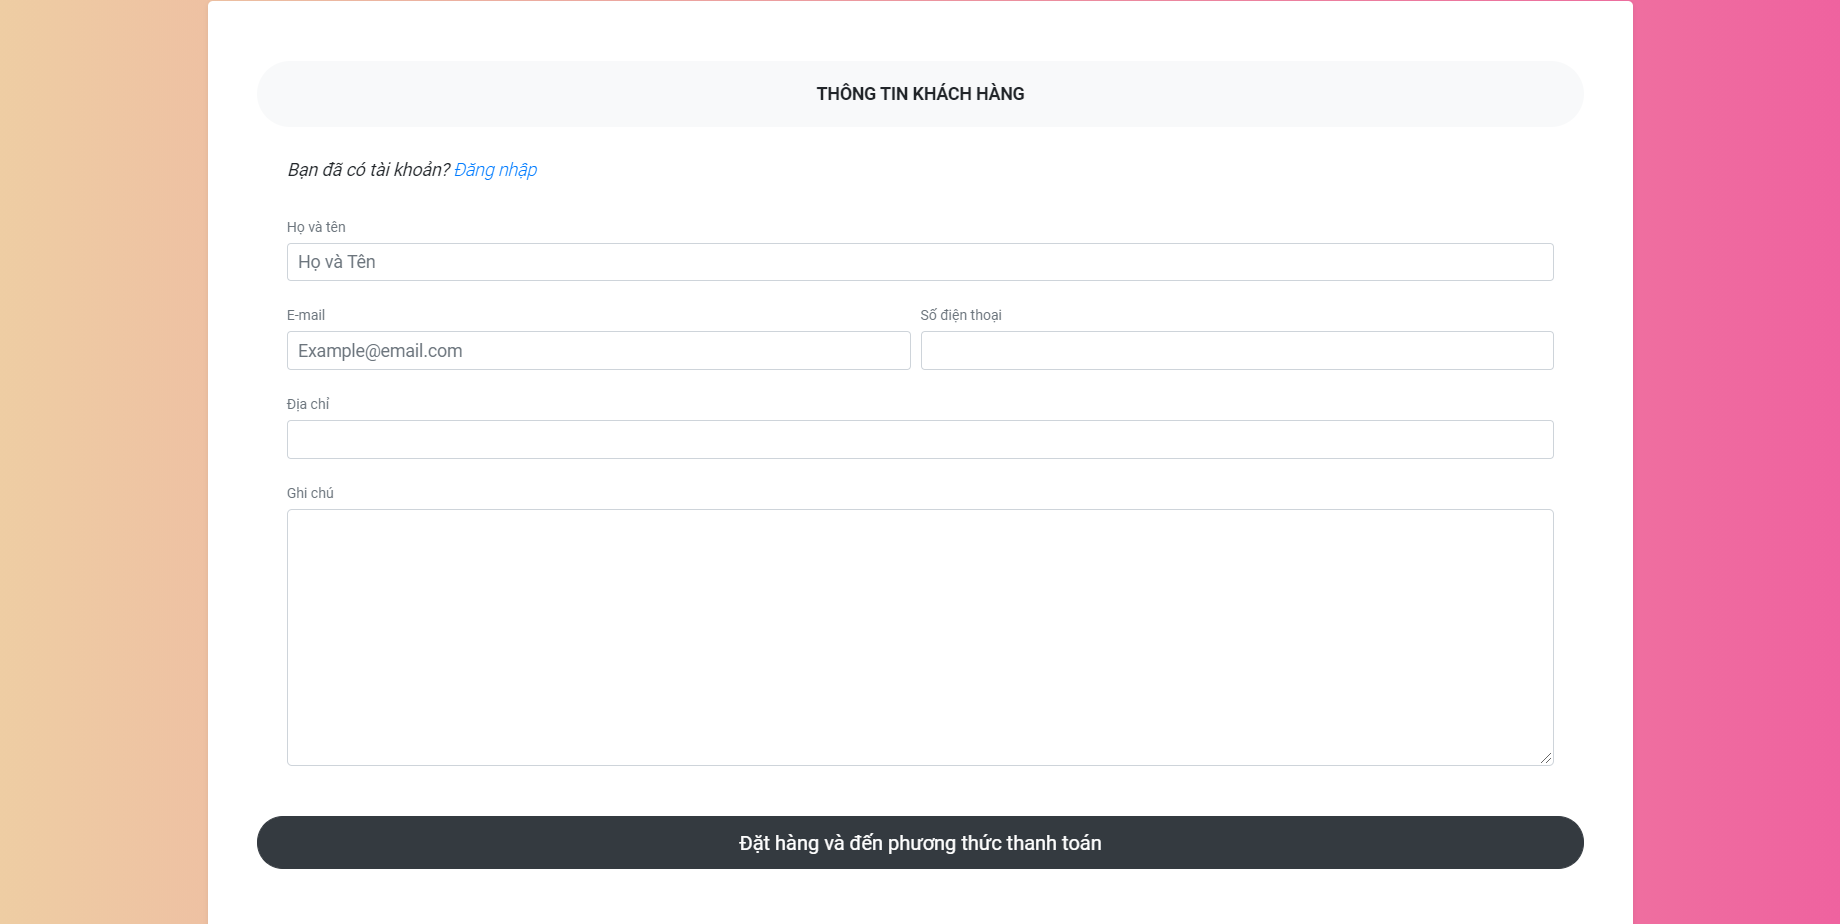 THÔNG TIN KHÁCH HÀNG
Bạn đã có tài khoản? Đăng nhập
Họ và tên
Họ và Tên
E-mail
Số điện thoại
Example@email.com
Địa chỉ
Ghi chú
Đặt hàng và đến phương thức thanh toán